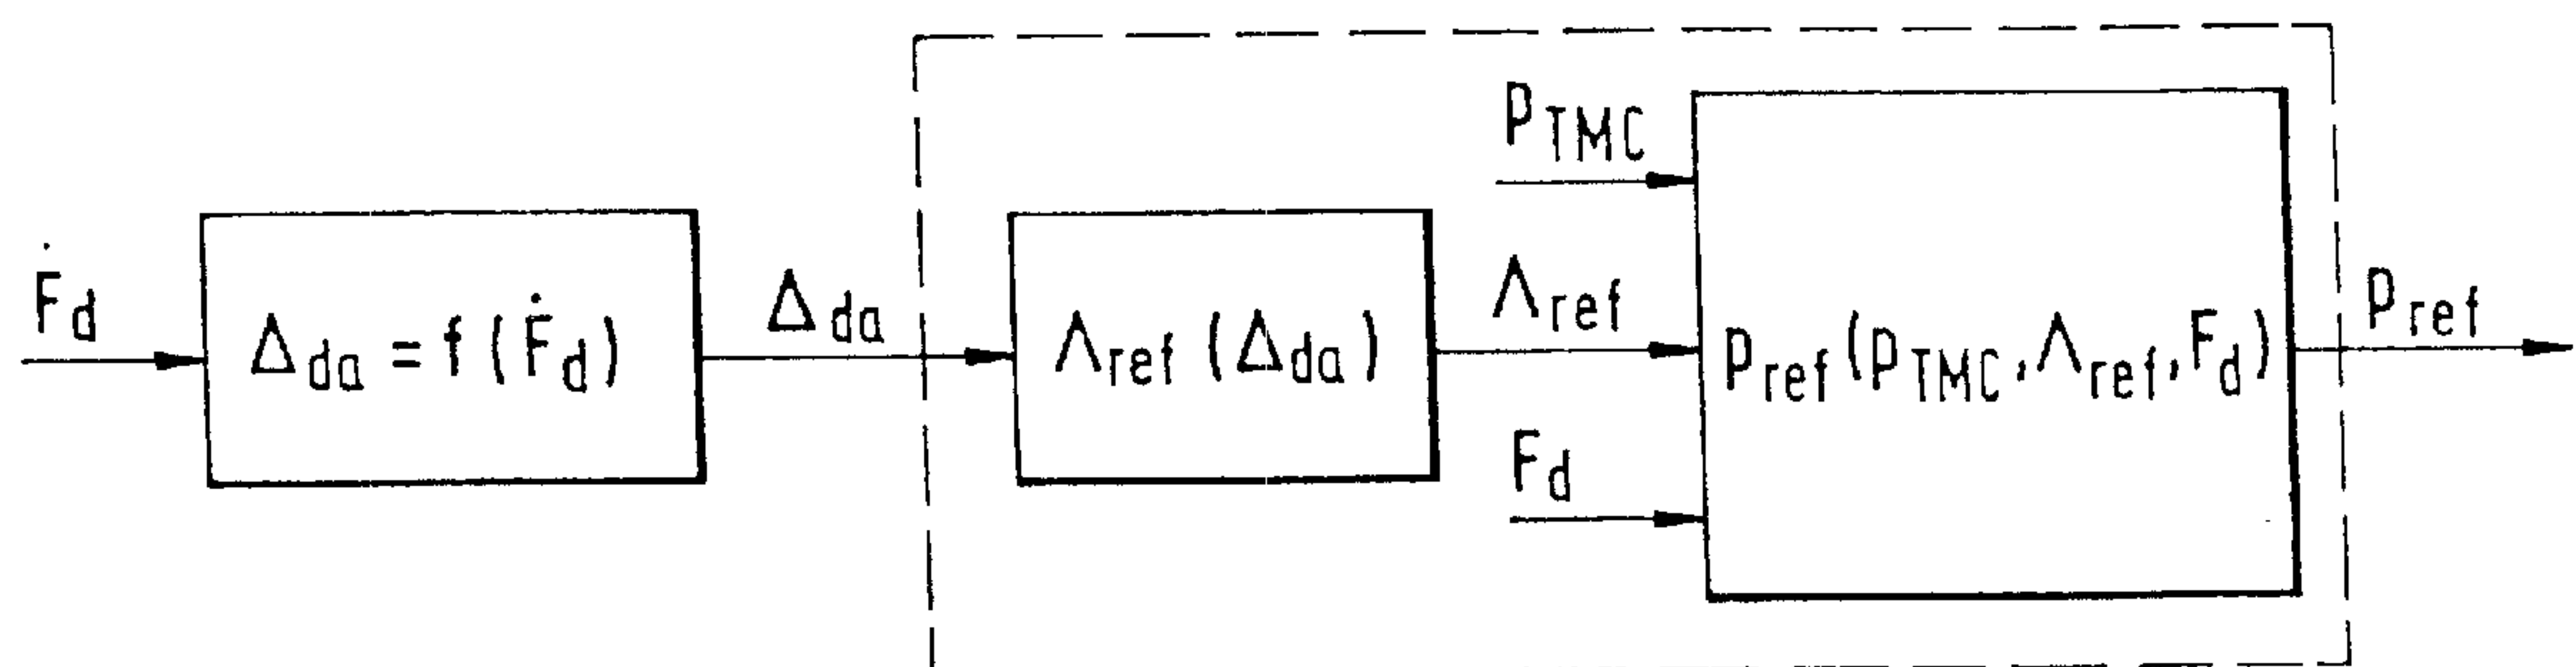 Ḟd
Δda = f ( Ḟd )
Δda
Λref (Δda)
PTMC
Λref
Fd
pref(pTMC,Λref,Fd)
pref